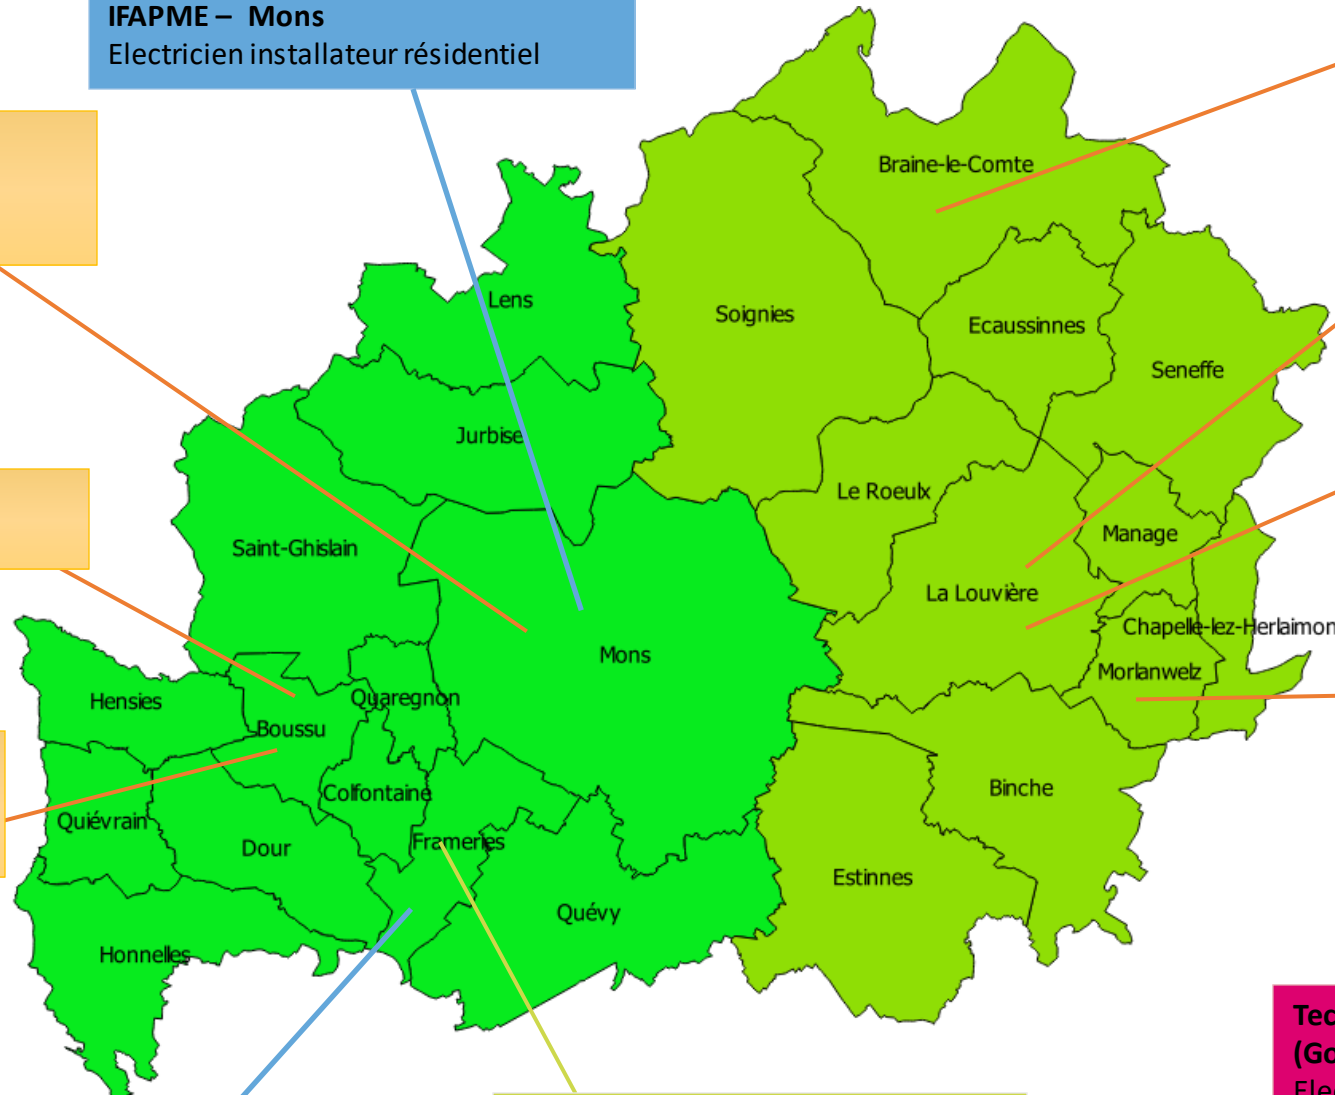 IFAPME – Mons
Electricien installateur résidentiel
Braine-le-Comte
Lens
Soignies
Ecaussinnes
Seneffe
Jurbise
Le Roeulx
Manage
Saint-Ghislain
La Louvière
Chapelle-lez-Herlaimon
Mons
Morlanwelz
Hensies
Quaregnon
Boussu
Binche
Colfontaine
Quiévrain
Frameries
Dour
Estinnes
Quévy
Honnelles
Tec
(Go
Elec